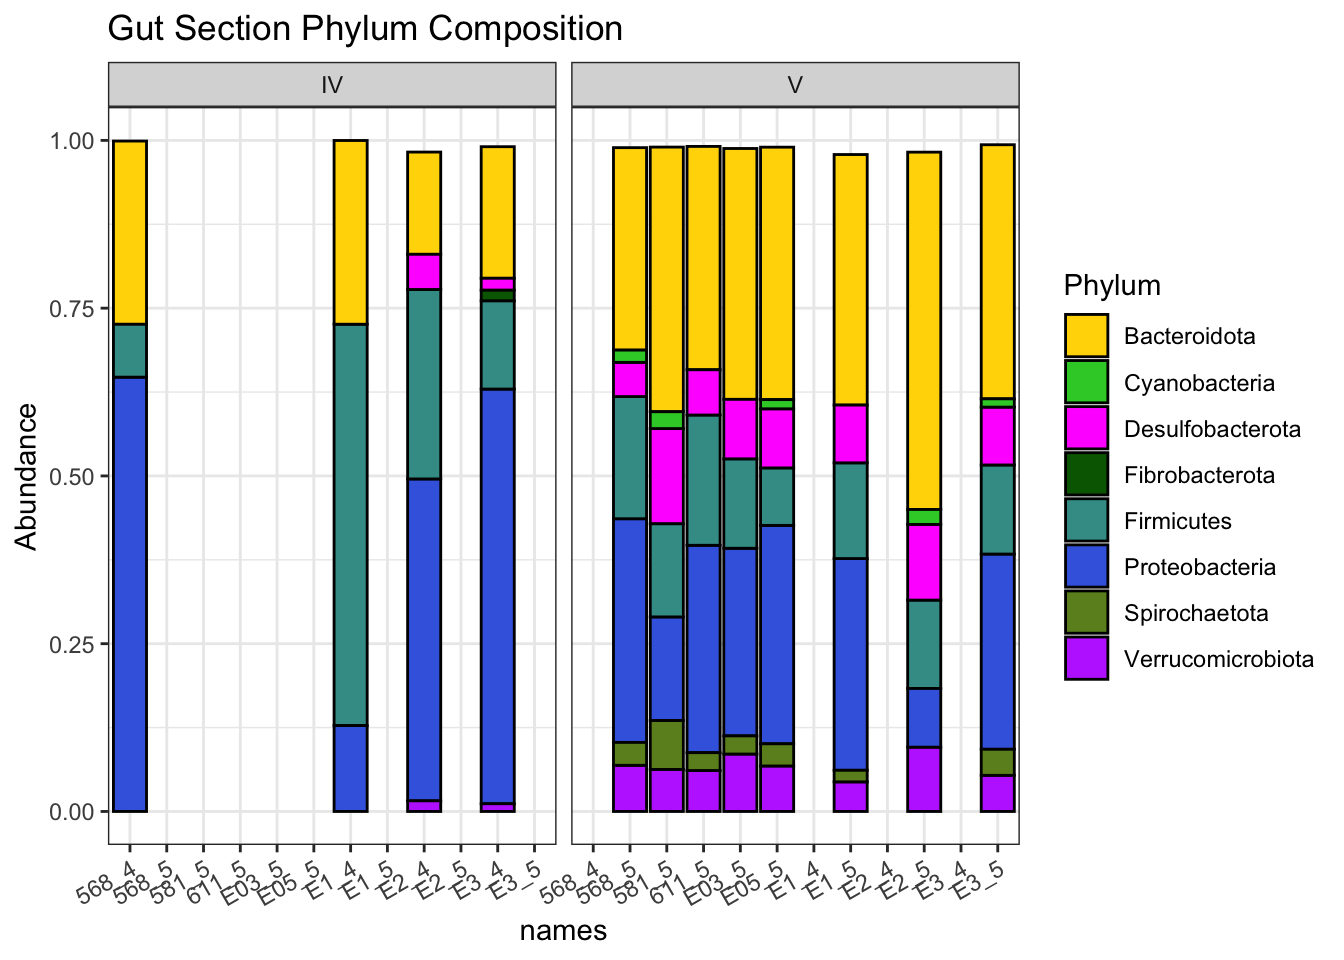 Gut Section Phylum Composition
IV
V
1.00
0.75
0.50
0.25
0.00
Abundance
568_4
568_5
581_5
611_5
E03_5
E05_5
E1_4
E1_5
E2_4
E2_5
E3_4
E3_5
568_4
568_5
581_5
611_5
E03_5
E05_5
E1_4
E1_5
E2_4
E2_5
E3_4
E3_5
names
Phylum
Bacteroidota
Cyanobacteria
Desulfobacterota
Fibrobacterota
Firmicutes
Proteobacteria
Spirochaetota
Verrucomicrobiota